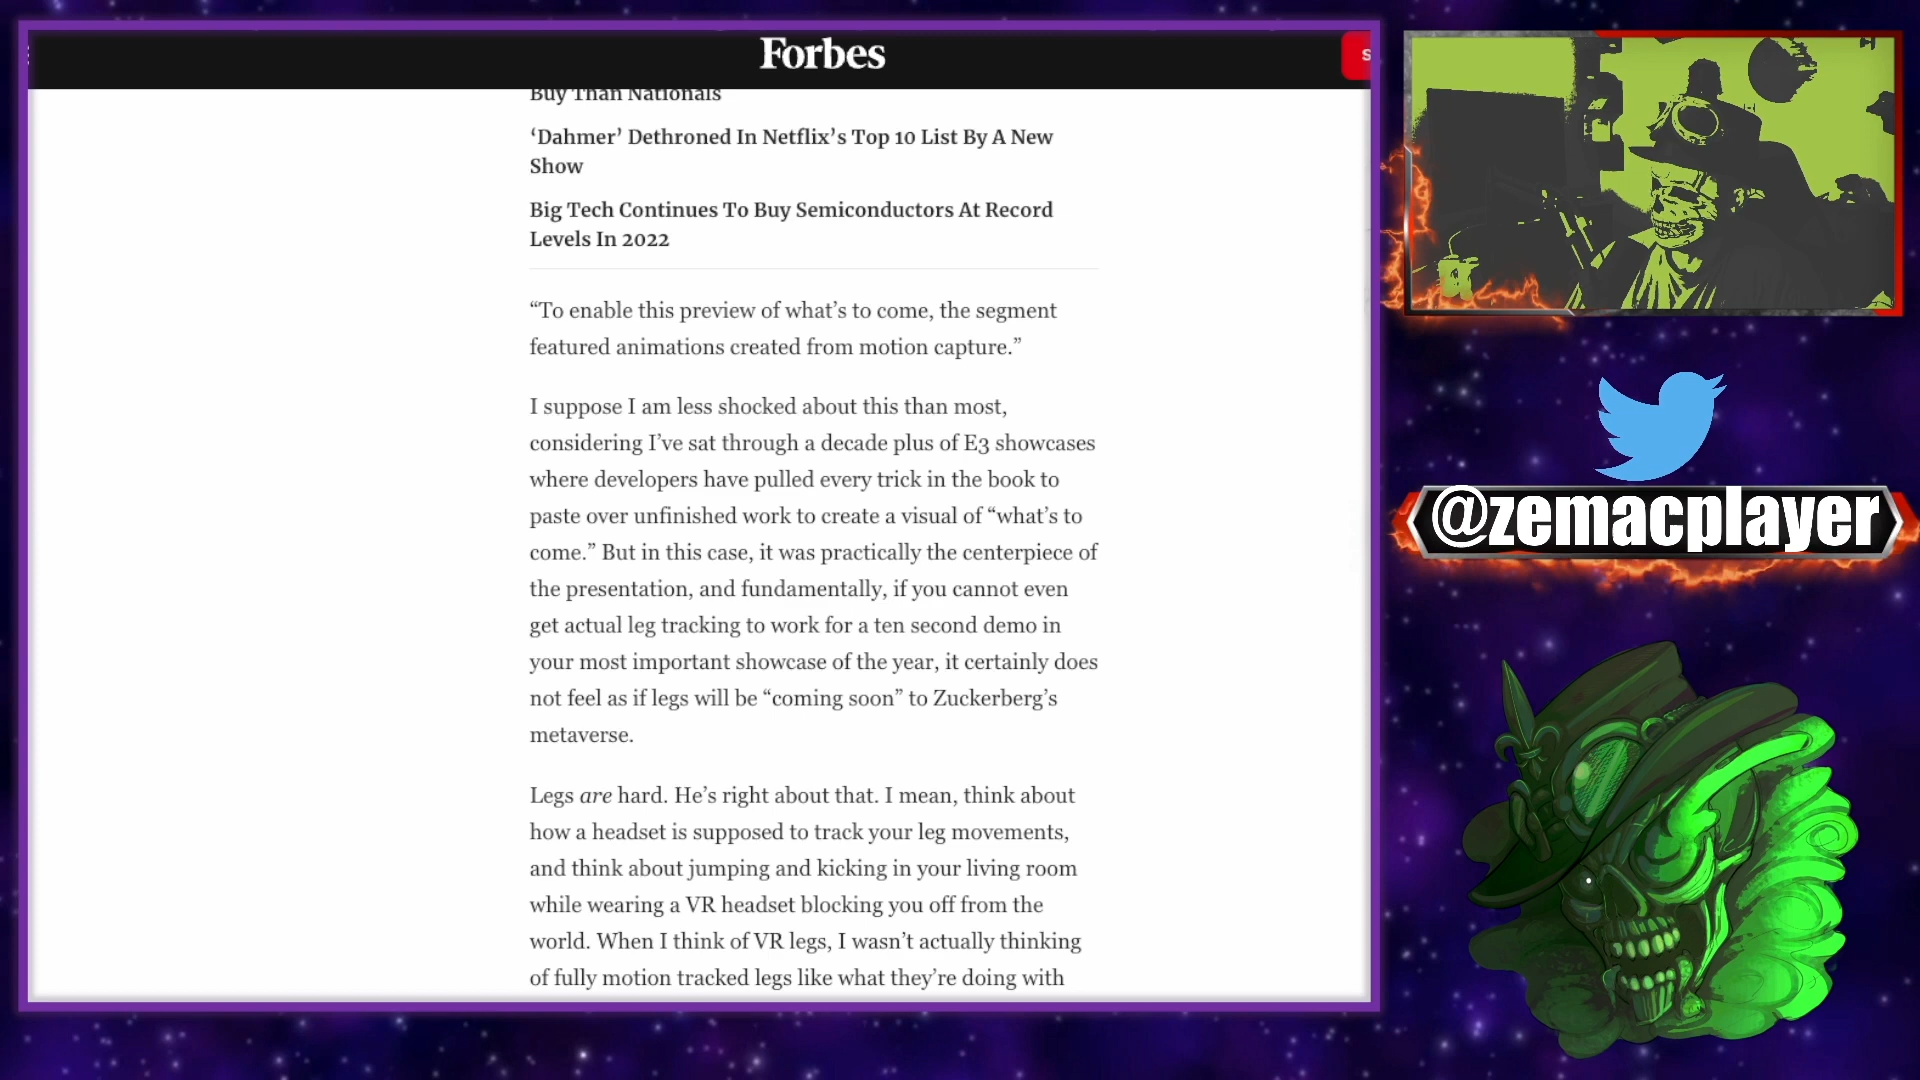 Forbes
S
Buy Than Nationals
‘Dahmer’ Dethroned In Netflix’s Top 10 List By A New
Show
Big Tech Continues To Buy Semiconductors At Record
Levels In 2022
“To enable this preview of what’s to come, the segment
featured animations created from motion capture.”
I suppose I am less shocked about this than most,
considering I’ve sat through a decade plus of E3 showcases
where developers have pulled every trick in the book to
paste over unfinished work to create a visual of “what’s to
come.” But in this case, it was practically the centerpiece of
the presentation, and fundamentally, if you cannot even
get actual leg tracking to work for a ten second demo in
your most important showcase of the year, it certainly does
not feel as if legs will be “coming soon” to Zuckerberg’s
metaverse.
Legs are hard. He’s right about that. I mean, think about
how a headset is supposed to track your leg movements,
and think about jumping and kicking in your living room
while wearing a VR headset blocking you off from the
world. When I think of VR legs, I wasn’t actually thinking
of fully motion tracked legs like what they’re doing with
@zemacplayer